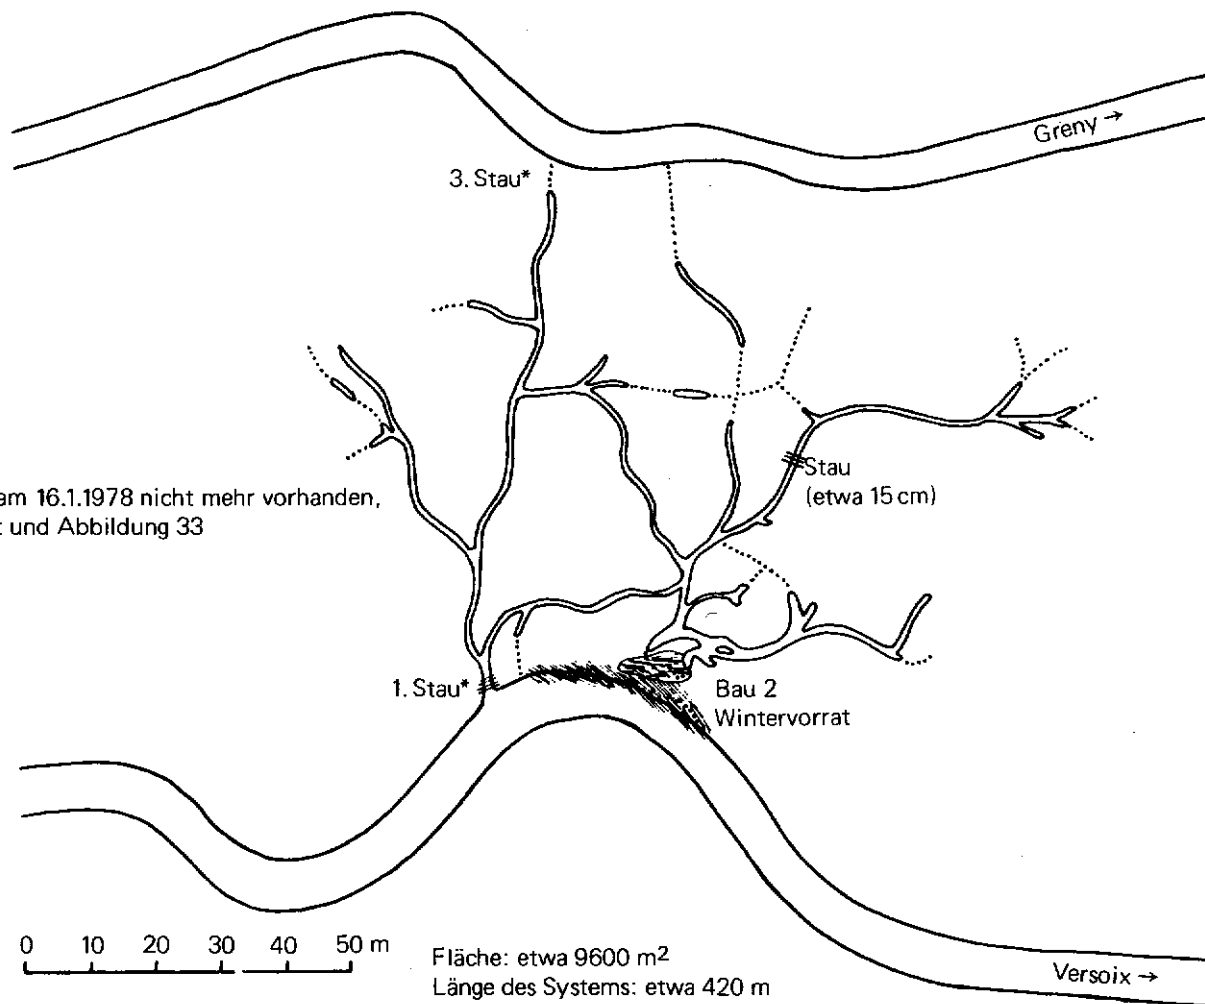 Greny →
3. Stau*
Stau
(etwa 15 cm)
am 16.1.1978 nicht mehr vorhanden,
und Abbildung 33
1. Stau*
Bau 2
Wintervorrat
0 10 20 30 40 50 m
Fläche: etwa 9600 m²
Länge des Systems: etwa 420 m
Versoix →